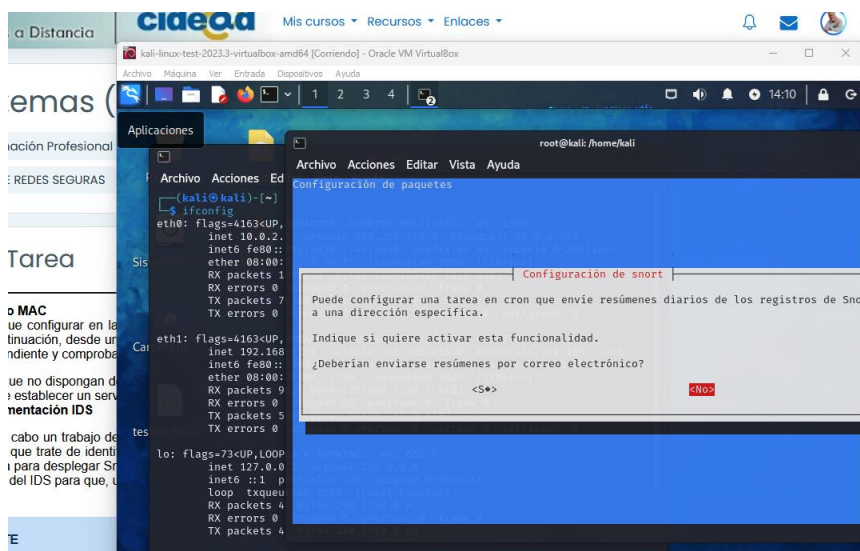 a Distancia
cidead
Mis cursos Recursos Enlaces
kali-linux-test-2023.3-virtualbox-amd64 [Corriendo] - Oracle VM VirtualBox
Archivo Máquina Ver Entrada Dispositivos Ayuda
1 2 3 4
14:10
emas (
Aplicaciones
ación Profesional
REDES SEGURAS
root@kali: /home/kali
Archivo Acciones Editar Vista Ayuda
Configuración de paquetes
Archivo Acciones Ed
(kali㉿kali)-[~]
$ ifconfig
eth0: flags=4163<UP,
inet 10.0.2.
inet6 fe80::
ether 08:00:
RX packets 1
RX errors 0
TX packets 7
TX errors 0
eth1: flags=4163<UP,
inet 192.168
inet6 fe80::
ether 08:00:
RX packets 9
RX errors 0
TX packets 5
TX errors 0
lo: flags=73<UP,LOOP
inet 127.0.0
inet6 ::1 p
loop txqueu
RX packets 4
RX errors 0
TX packets 4
Configuración de snort
Puede configurar una tarea en cron que envíe resúmenes diarios de los registros de Sno
a una dirección específica.
Indique si quiere activar esta funcionalidad.
¿Deberían enviarse resúmenes por correo electrónico?
<S�> <No>
Tarea
Sis
Car
tes
o MAC
ue configurar en la
tinuación, desde un
ndiente y comproba
ue no dispongan d
establecer un serv
mentación IDS
cabo un trabajo de
que trate de identi
para desplegar Sn
del IDS para que, u
TE